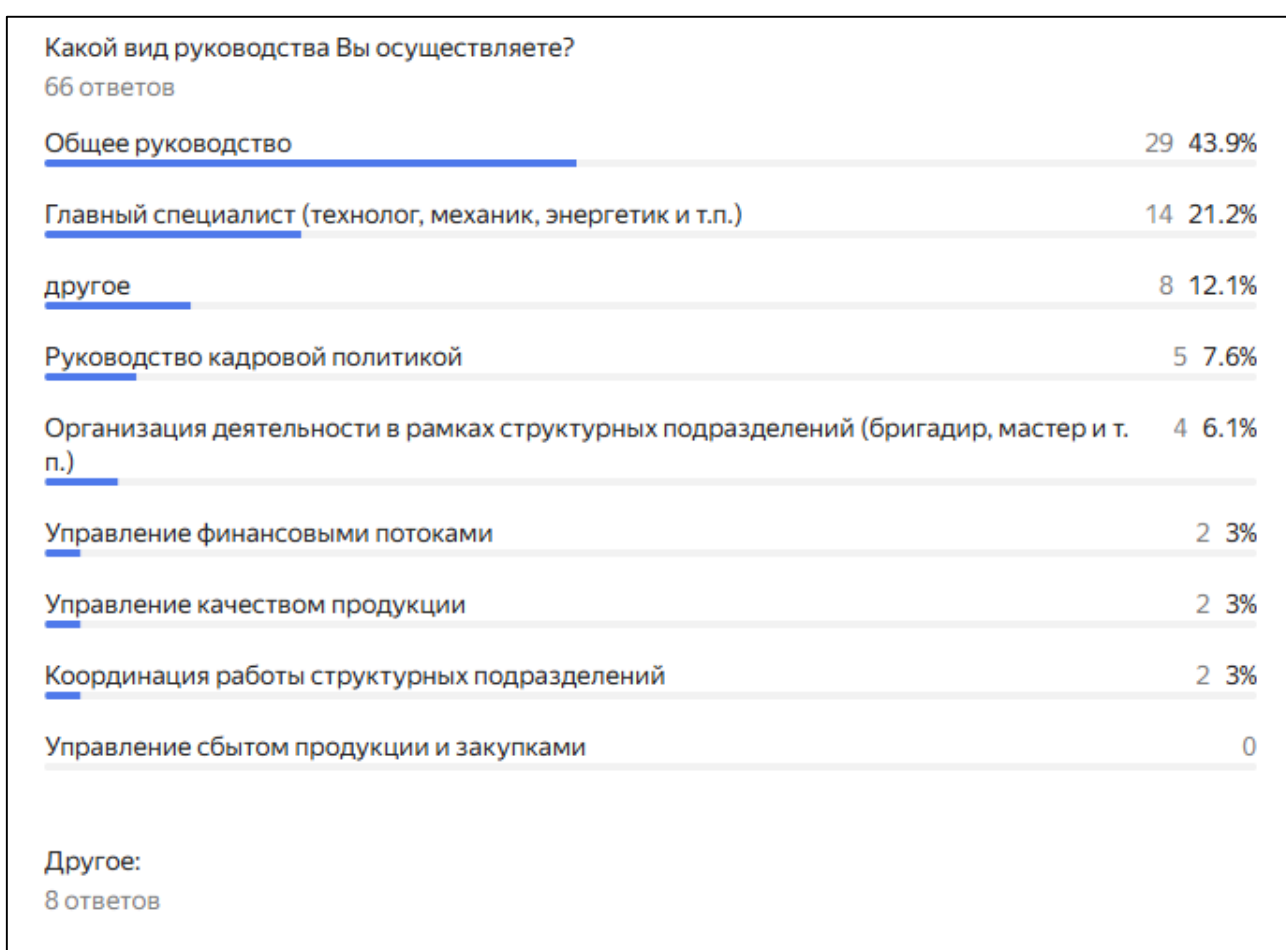 Какой вид руководства Вы осуществляете?
66 ответов
Общее руководство 29 43.9%
Главный специалист (технолог, механик, энергетик и т.п.) 14 21.2%
другое 8 12.1%
Руководство кадровой политикой 5 7.6%
Организация деятельности в рамках структурных подразделений (бригадир, мастер и т. 4 6.1%
п.)
Управление финансовыми потоками 2 3%
Управление качеством продукции 2 3%
Координация работы структурных подразделений 2 3%
Управление сбытом продукции и закупками 0
Другое:
8 ответов